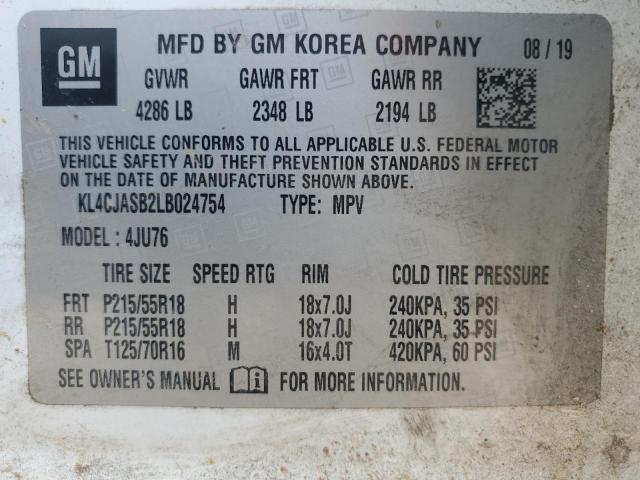 GM MFD BY GM KOREA COMPANY 08/19
GVWR GAWR FRT GAWR RR
4286 LB 2348 LB 2194 LB
THIS VEHICLE CONFORMS TO ALL APPLICABLE U.S. FEDERAL MOTOR
VEHICLE SAFETY AND THEFT PREVENTION STANDARDS IN EFFECT
ON THE DATE OF MANUFACTURE SHOWN ABOVE.
KL4CJASB2LB024754 TYPE: MPV
MODEL: 4JU76
TIRE SIZE SPEED RTG RIM COLD TIRE PRESSURE
FRT P215/55R18 H 18x7.0J 240KPA, 35 PSI
RR P215/55R18 H 18x7.0J 240KPA, 35 PSI
SPA T125/70R16 M 16x4.0T 420KPA, 60 PSI
SEE OWNER'S MANUAL FOR MORE INFORMATION.